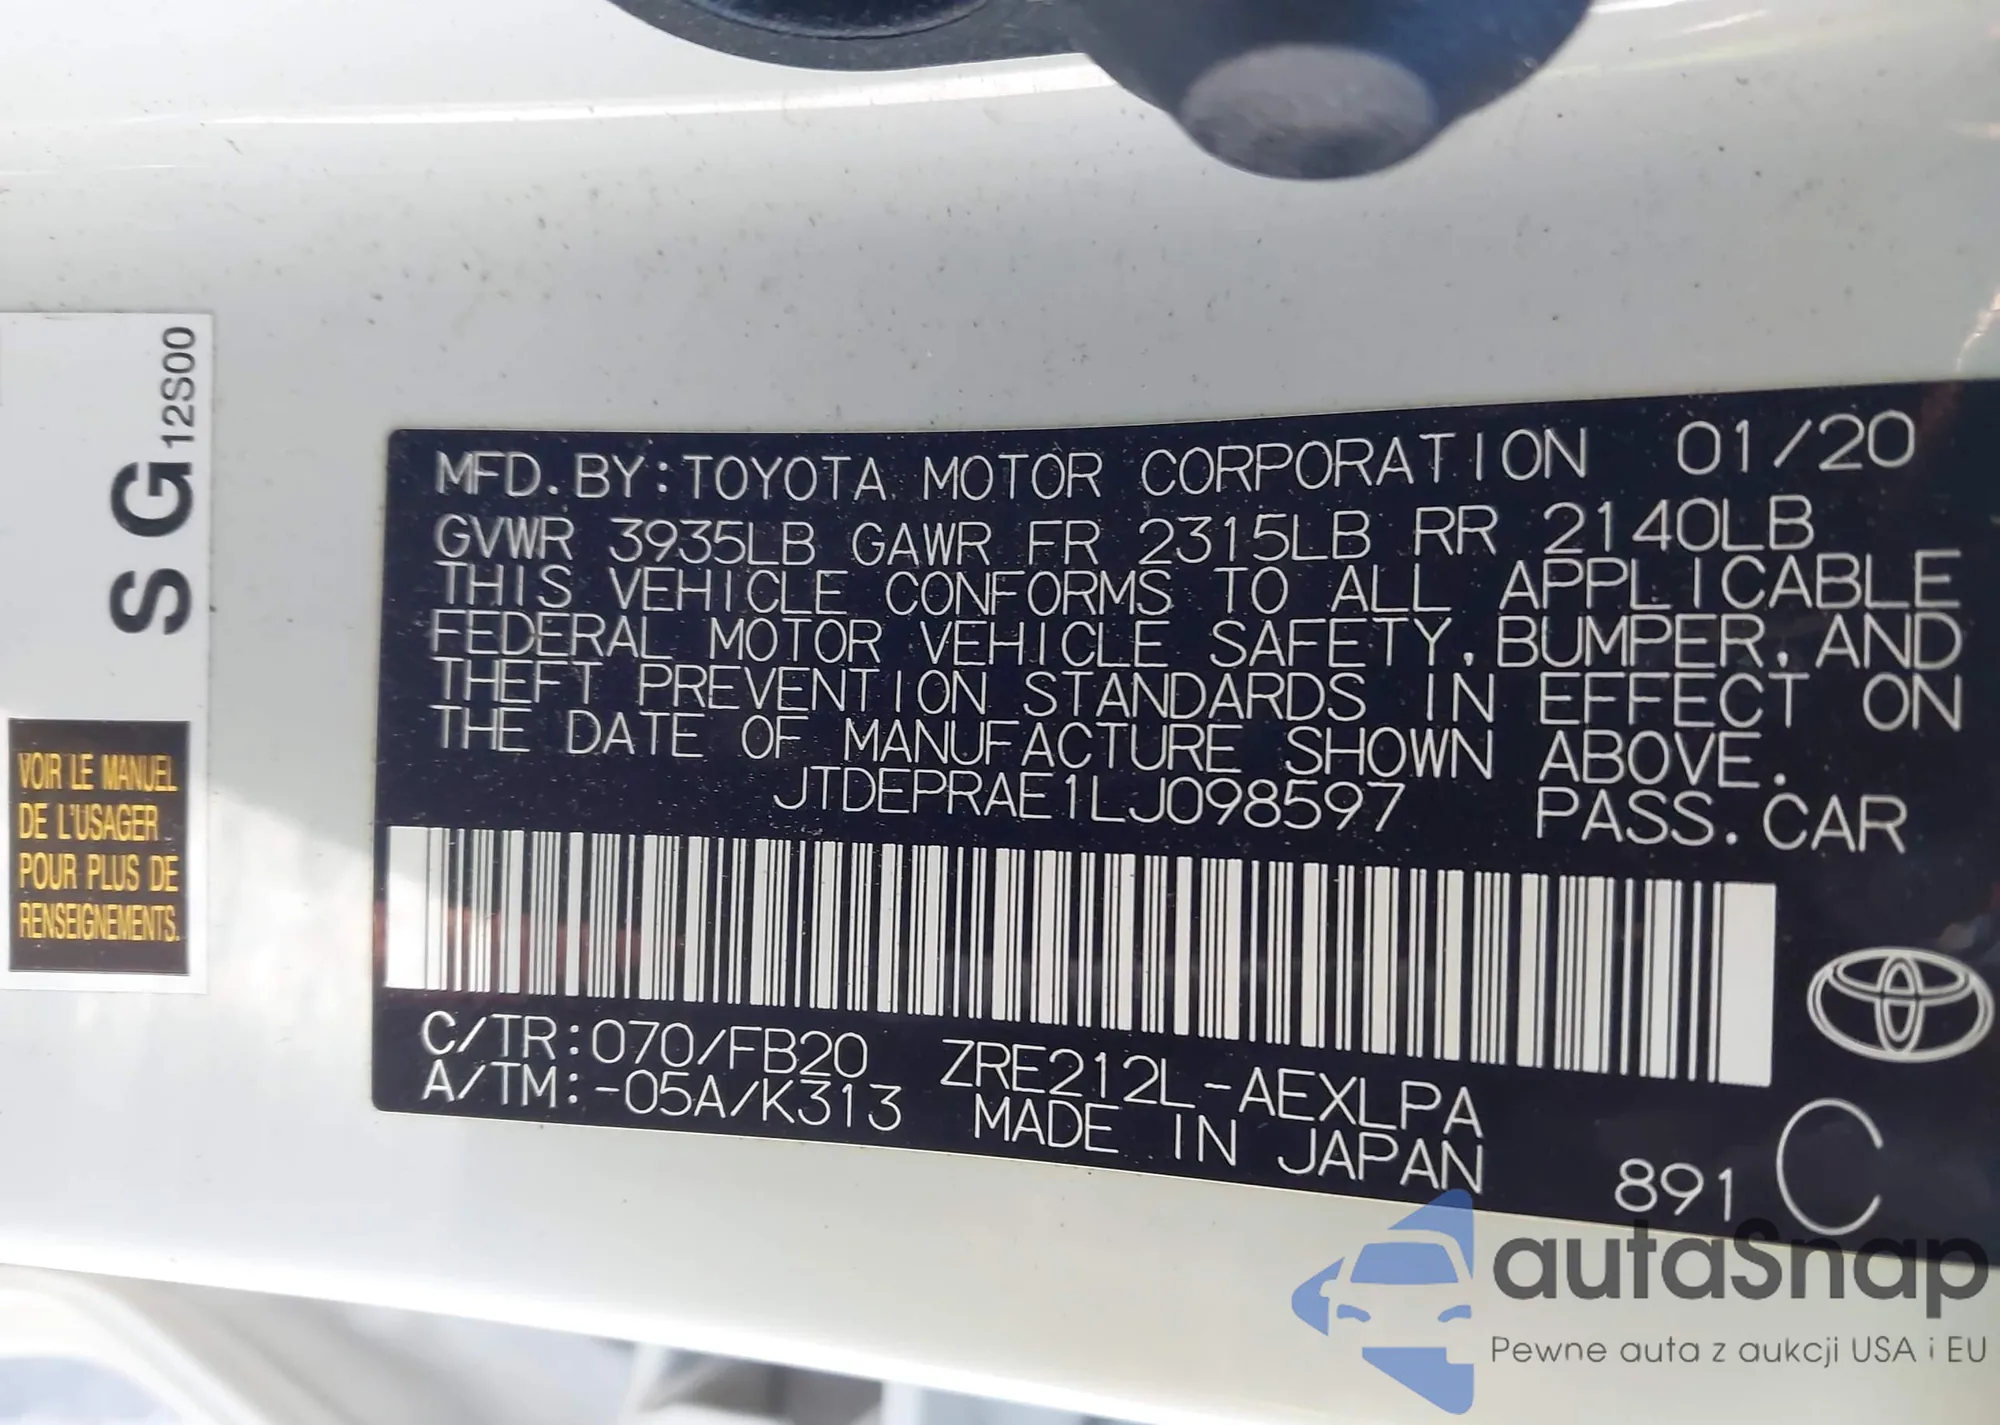 MFD. BY: TOYOTA MOTOR CORPORATION 01/20
GVWR 3935LB GAWR FR 2315LB RR 2140LB
THIS VEHICLE CONFORMS TO ALL APPLICABLE
FEDERAL MOTOR VEHICLE SAFETY, BUMPER, AND
THEFT PREVENTION STANDARDS IN EFFECT ON
THE DATE OF MANUFACTURE SHOWN ABOVE.
JTDEPRAE1LJ098597 PASS. CAR
C/TR: 070/FB20 ZRE212L-AEXLPA
A/TM: -05A/K313 MADE IN JAPAN
891 C
S G 12S00
VOIR LE MANUEL
DE L'USAGER
POUR PLUS DE
RENSEIGNEMENTS.
autaSnap
Pewne auta z aukcji USA i EU